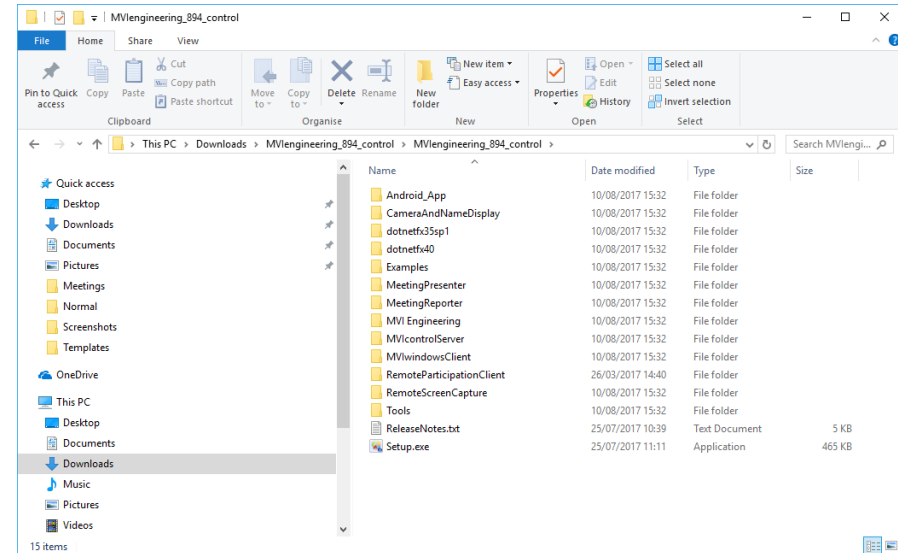 MVIengineering_894_control
File Home Share View
Pin to Quick access
Copy
Paste
Cut
Copy path
Paste shortcut
Clipboard
Move to
Copy to
Delete
Rename
Organise
New folder
New item
Easy access
New
Properties
Open
Edit
History
Open
Select all
Select none
Invert selection
Select
This PC > Downloads > MVIengineering_894_control > MVIengineering_894_control >
Search MVIengi...
Quick access
Desktop
Downloads
Documents
Pictures
Meetings
Normal
Screenshots
Templates
OneDrive
This PC
Desktop
Documents
Downloads
Music
Pictures
Videos
Name Date modified Type Size
Android_App 10/08/2017 15:32 File folder
CameraAndNameDisplay 10/08/2017 15:32 File folder
dotnetfx35sp1 10/08/2017 15:32 File folder
dotnetfx40 10/08/2017 15:32 File folder
Examples 10/08/2017 15:32 File folder
MeetingPresenter 10/08/2017 15:32 File folder
MeetingReporter 10/08/2017 15:32 File folder
MVI Engineering 10/08/2017 15:32 File folder
MVIcontrolServer 10/08/2017 15:32 File folder
MVIwindowsClient 10/08/2017 15:32 File folder
RemoteParticipationClient 26/03/2017 14:40 File folder
RemoteScreenCapture 10/08/2017 15:32 File folder
Tools 10/08/2017 15:32 File folder
ReleaseNotes.txt 25/07/2017 10:39 Text Document 5 KB
Setup.exe 25/07/2017 11:11 Application 465 KB
15 items